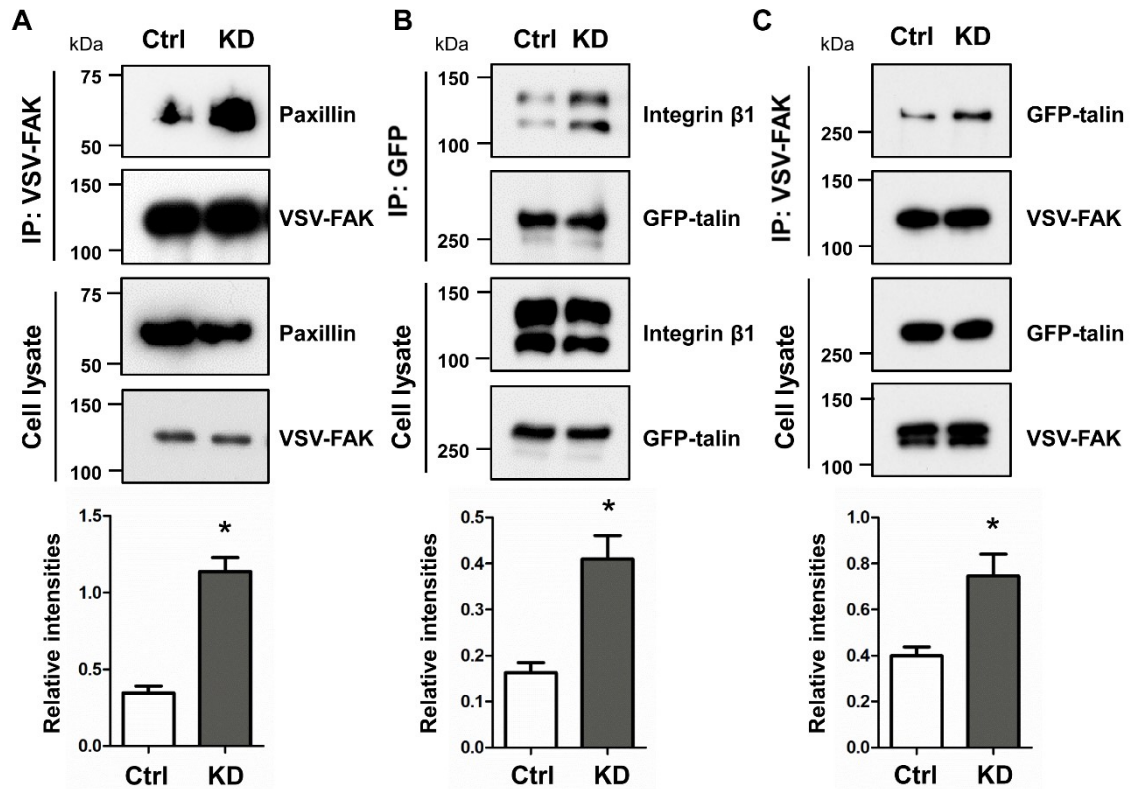 A
kDa
Ctrl KD
IP: VSV-FAK
75
50
Paxillin
150
100
VSV-FAK
Cell lysate
75
50
Paxillin
150
100
VSV-FAK
Relative intensities
1.5
1.0
0.5
0.0
*
Ctrl KD
B
kDa
Ctrl KD
IP: GFP
150
100
Integrin β1
250
GFP-talin
Cell lysate
150
100
Integrin β1
250
GFP-talin
Relative intensities
0.5
0.4
0.3
0.2
0.1
0.0
*
Ctrl KD
C
kDa
Ctrl KD
IP: VSV-FAK
250
GFP-talin
150
100
VSV-FAK
Cell lysate
250
GFP-talin
150
100
VSV-FAK
Relative intensities
1.0
0.8
0.6
0.4
0.2
0.0
*
Ctrl KD